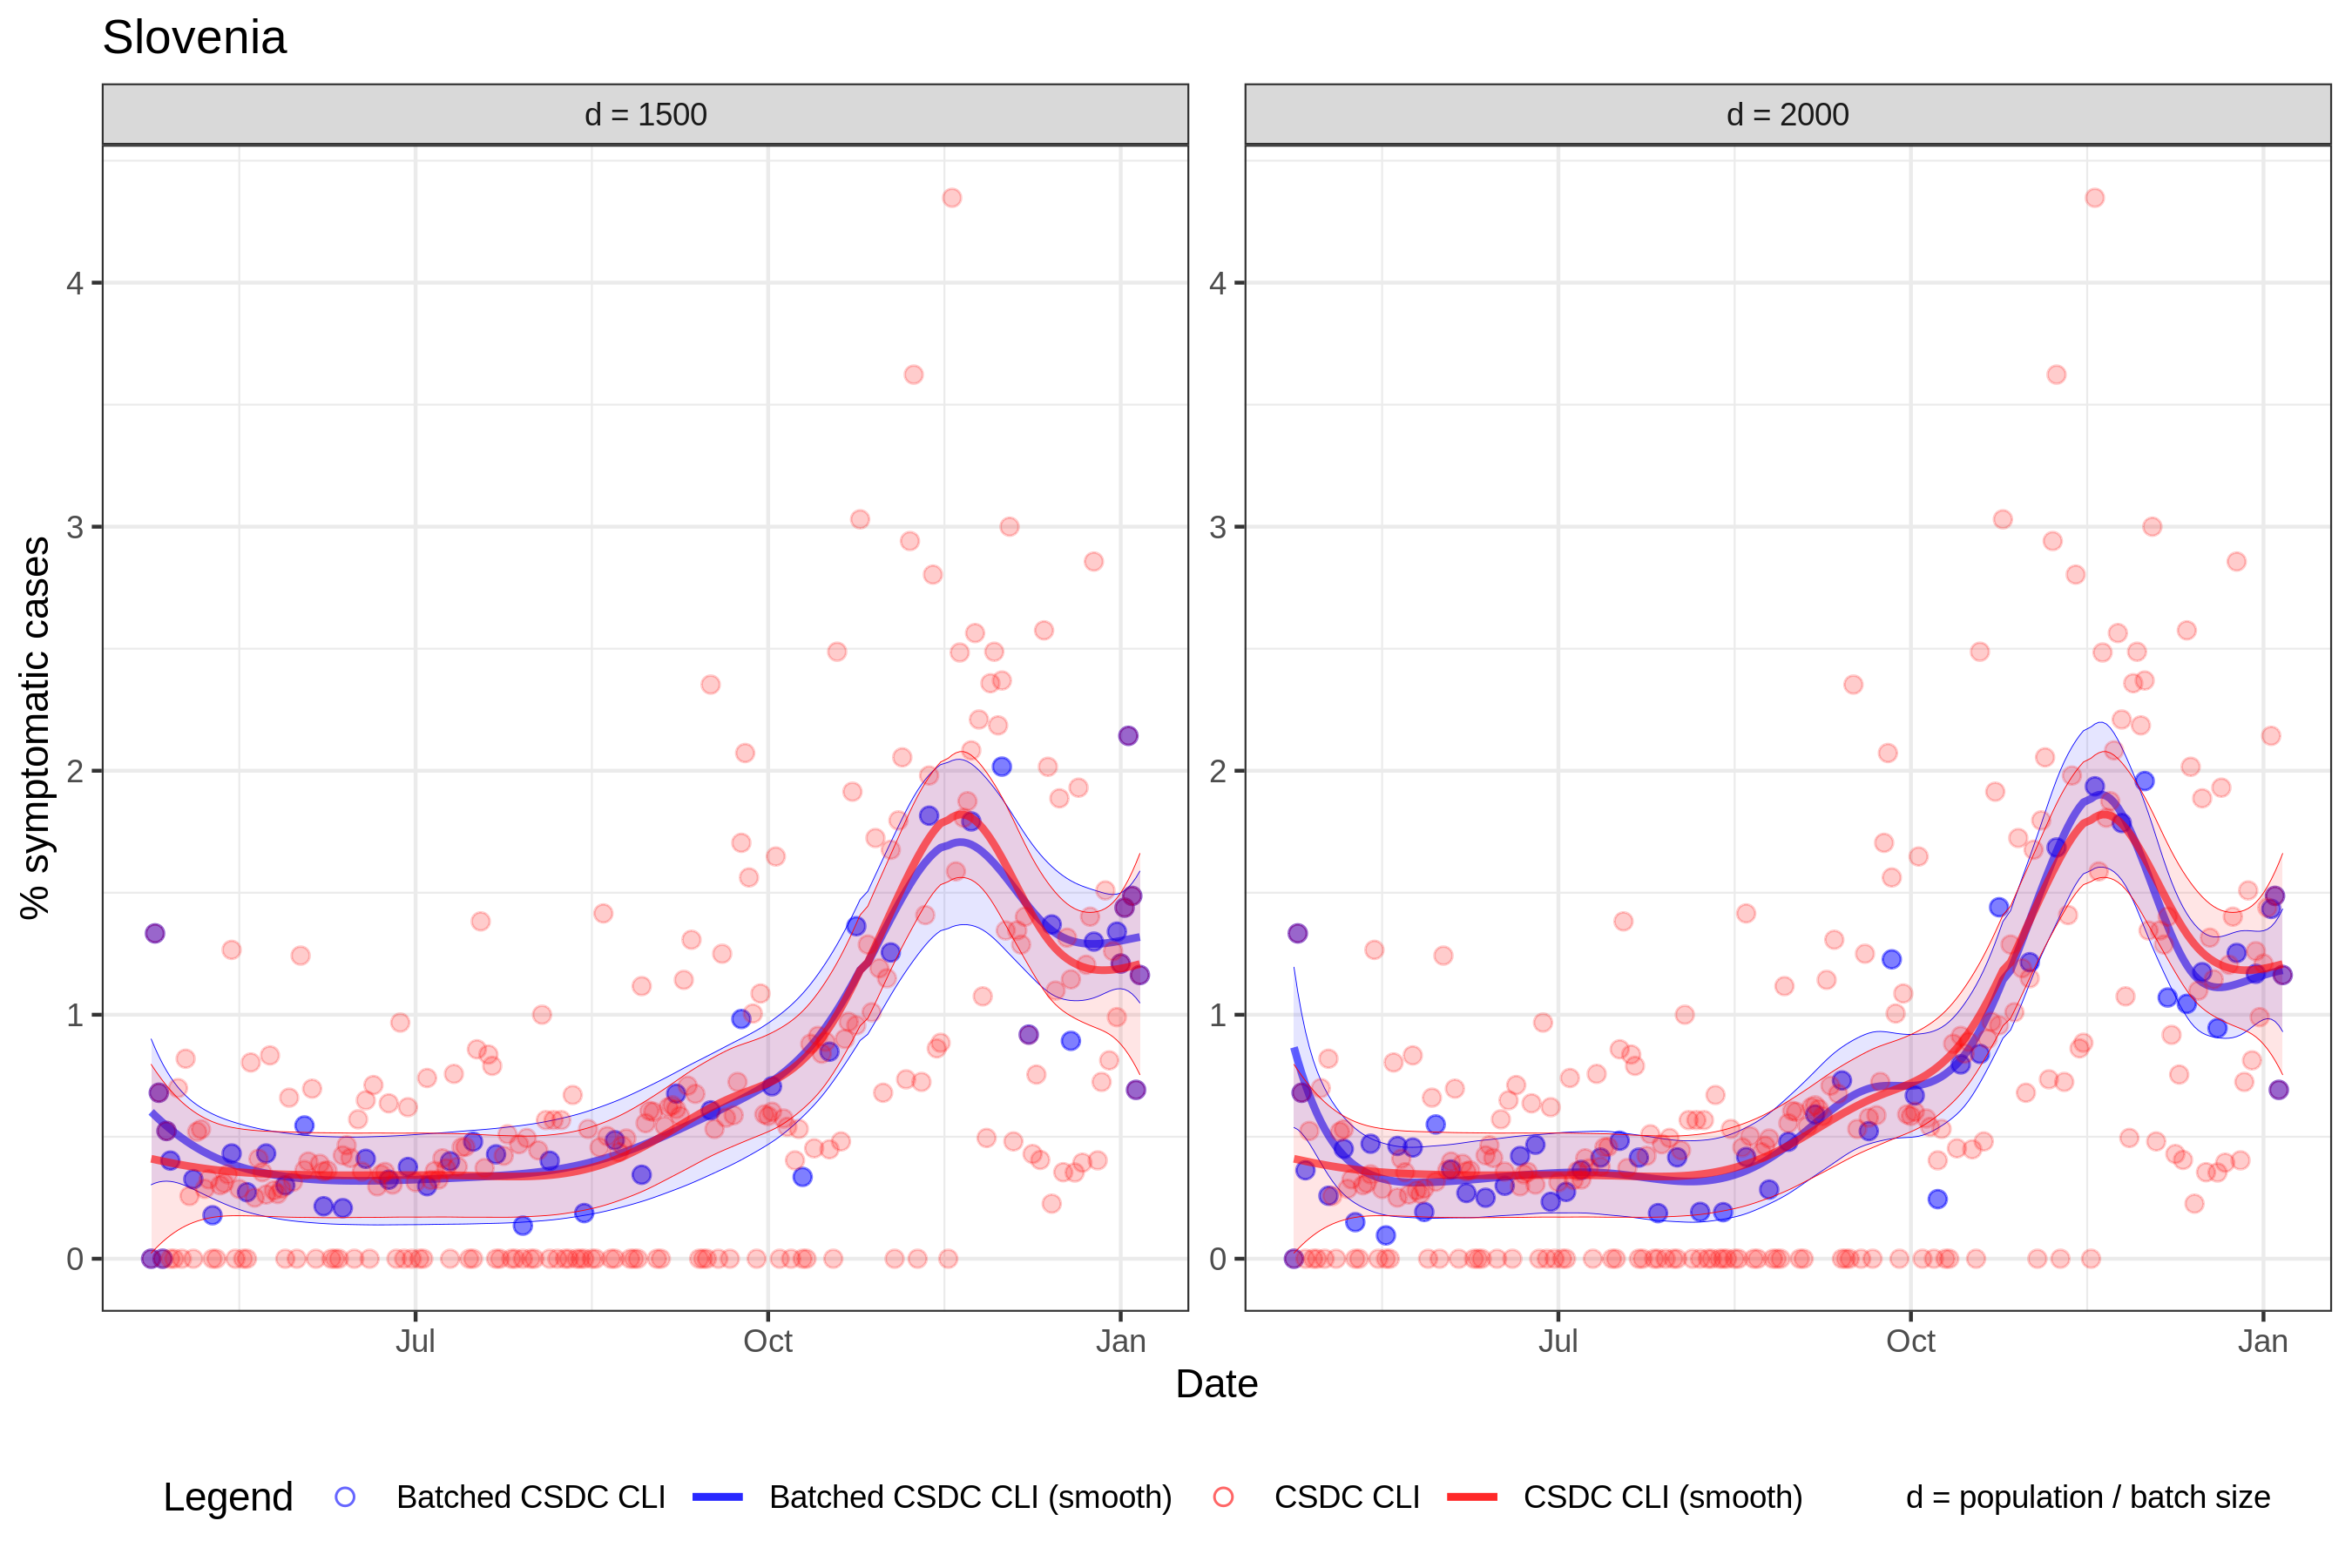 Slovenia
d = 1500
d = 2000
% symptomatic cases
4
3
2
1
0
4
3
2
1
0
Jul
Oct
Jan
Jul
Oct
Jan
Date
Legend
Batched CSDC CLI
Batched CSDC CLI (smooth)
CSDC CLI
CSDC CLI (smooth)
d = population / batch size